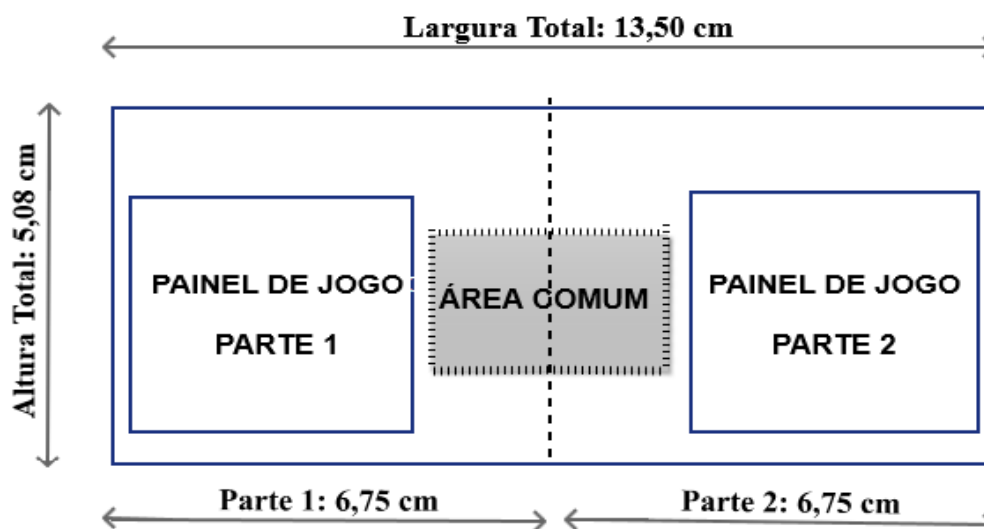 Largura Total: 13,50 cm
Altura Total: 5,08 cm
PAINEL DE JOGO
PARTE 1
ÁREA COMUM
PAINEL DE JOGO
PARTE 2
Parte 1: 6,75 cm
Parte 2: 6,75 cm